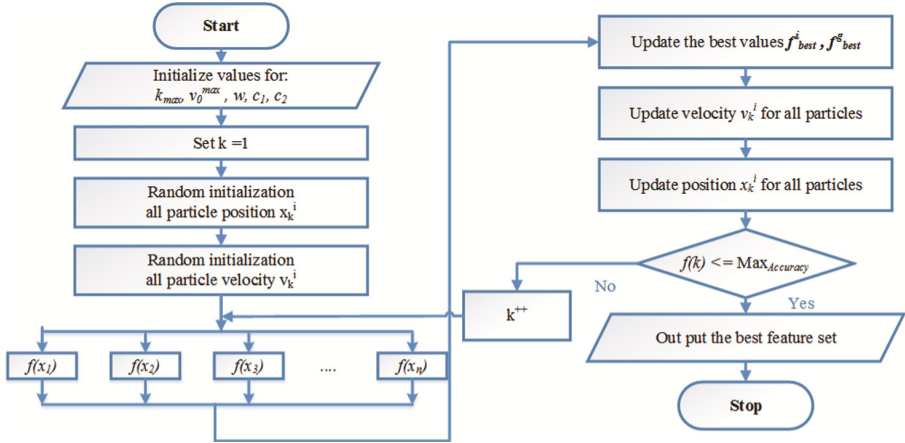 Start
Initialize values for:
k_max, v_0^max , w, c_1, c_2
Set k =1
Random initialization
all particle position x_k^i
Random initialization
all particle velocity v_k^i
f(x_1)
f(x_2)
f(x_3)
....
f(x_n)
Update the best values f^i_best , f^g_best
Update velocity v_k^i for all particles
Update position x_k^i for all particles
f(k) <= Max_Accuracy
No
Yes
k^++
Out put the best feature set
Stop